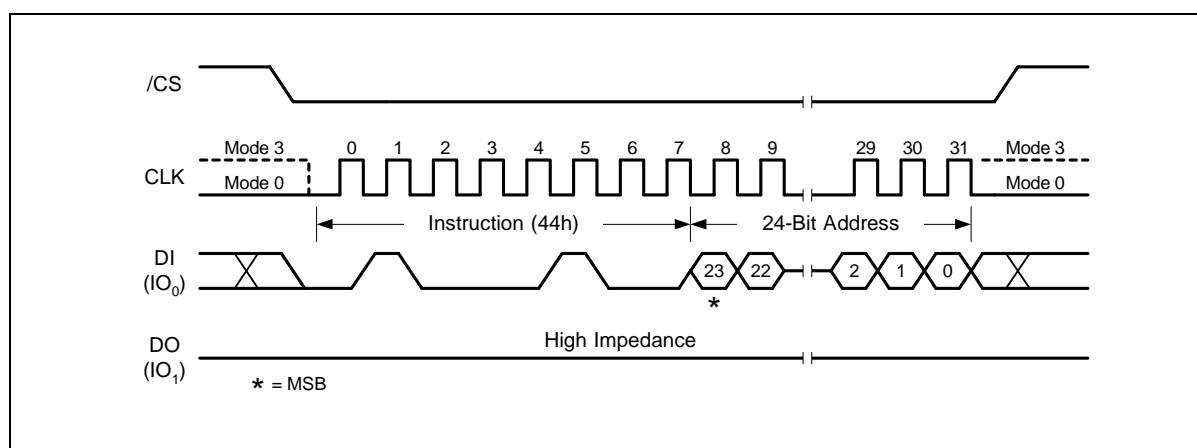 /CS
Mode 3 0 1 2 3 4 5 6 7 8 9 29 30 31 Mode 3
CLK
Mode 0 Mode 0
Instruction (44h) 24-Bit Address
DI
(IO0)
23 22 2 1 0
*
High Impedance
DO
(IO1)
* = MSB